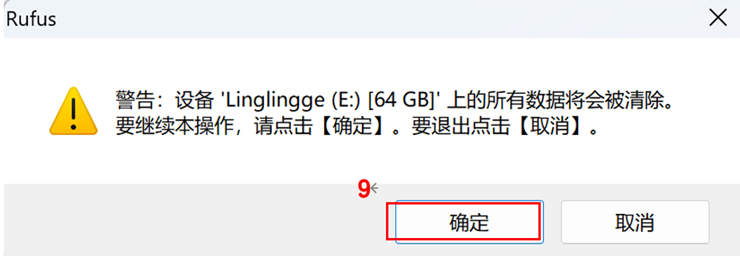 Rufus
警告：设备 'Linglingge (E:) [64 GB]' 上的所有数据将会被清除。
要继续本操作，请点击【确定】。要退出点击【取消】。
9
确定
取消